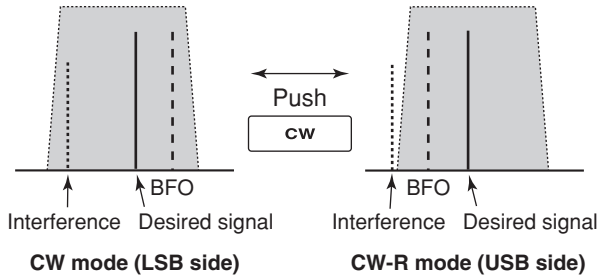 Push
CW
BFO
Interference
Desired signal
CW mode (LSB side)
BFO
Interference
Desired signal
CW-R mode (USB side)